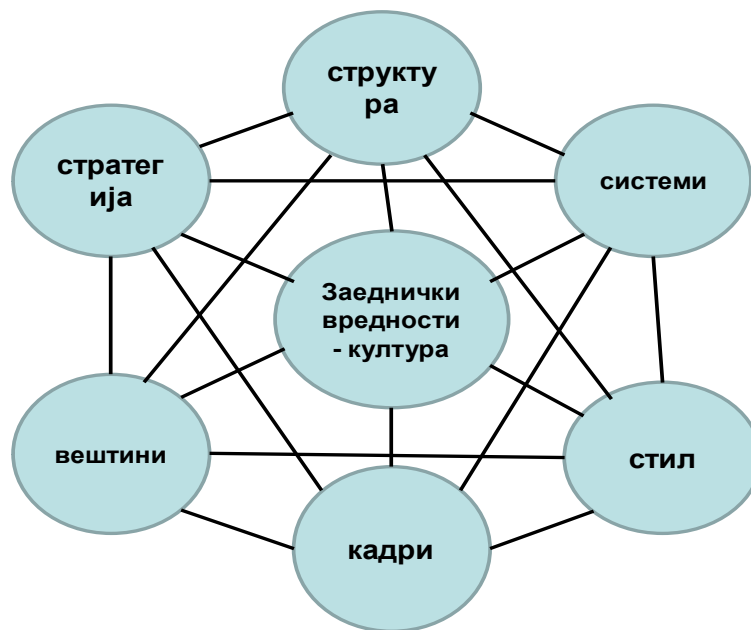 структу
ра
стратег
ија
системи
Заеднички
вредности
- култура
вештини
стил
кадри